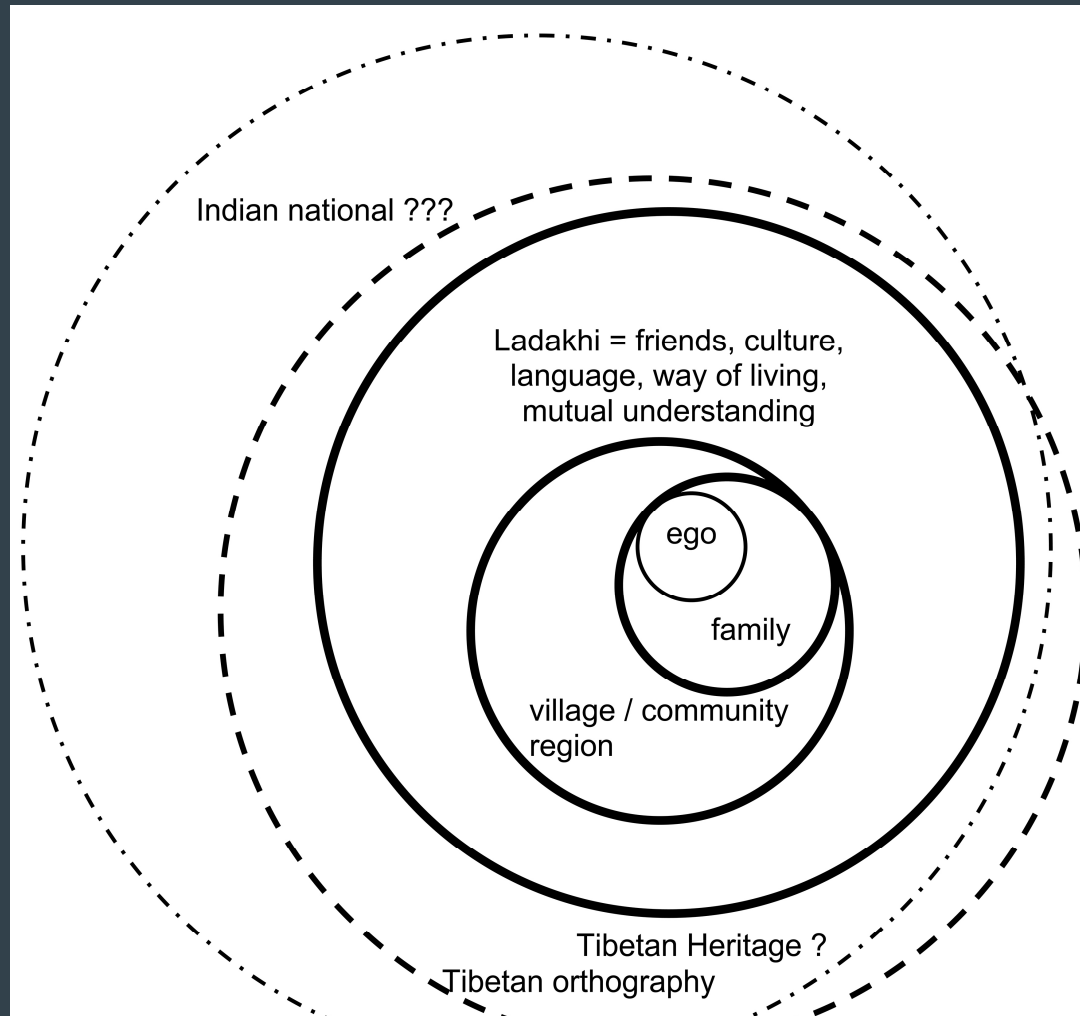 Indian national ???
Ladakhi = friends, culture,
language, way of living,
mutual understanding
ego
family
village / community
region
Tibetan Heritage ?
Tibetan orthography